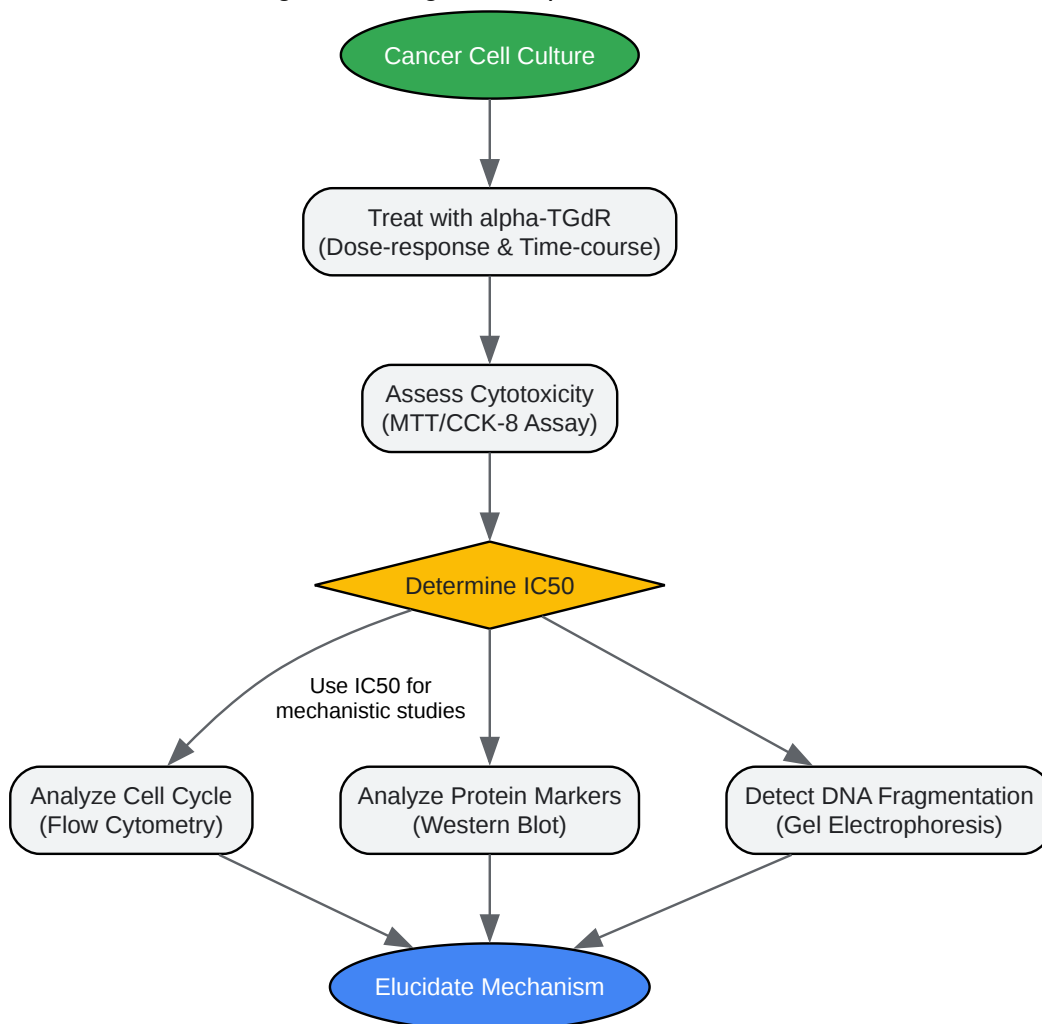 Cancer Cell Culture
Treat with alpha-TGdR
(Dose-response & Time-course)
Assess Cytotoxicity
(MTT/CCK-8 Assay)
Determine IC50
Use IC50 for
mechanistic studies
Analyze Cell Cycle
(Flow Cytometry)
Analyze Protein Markers
(Western Blot)
Detect DNA Fragmentation
(Gel Electrophoresis)
Elucidate Mechanism